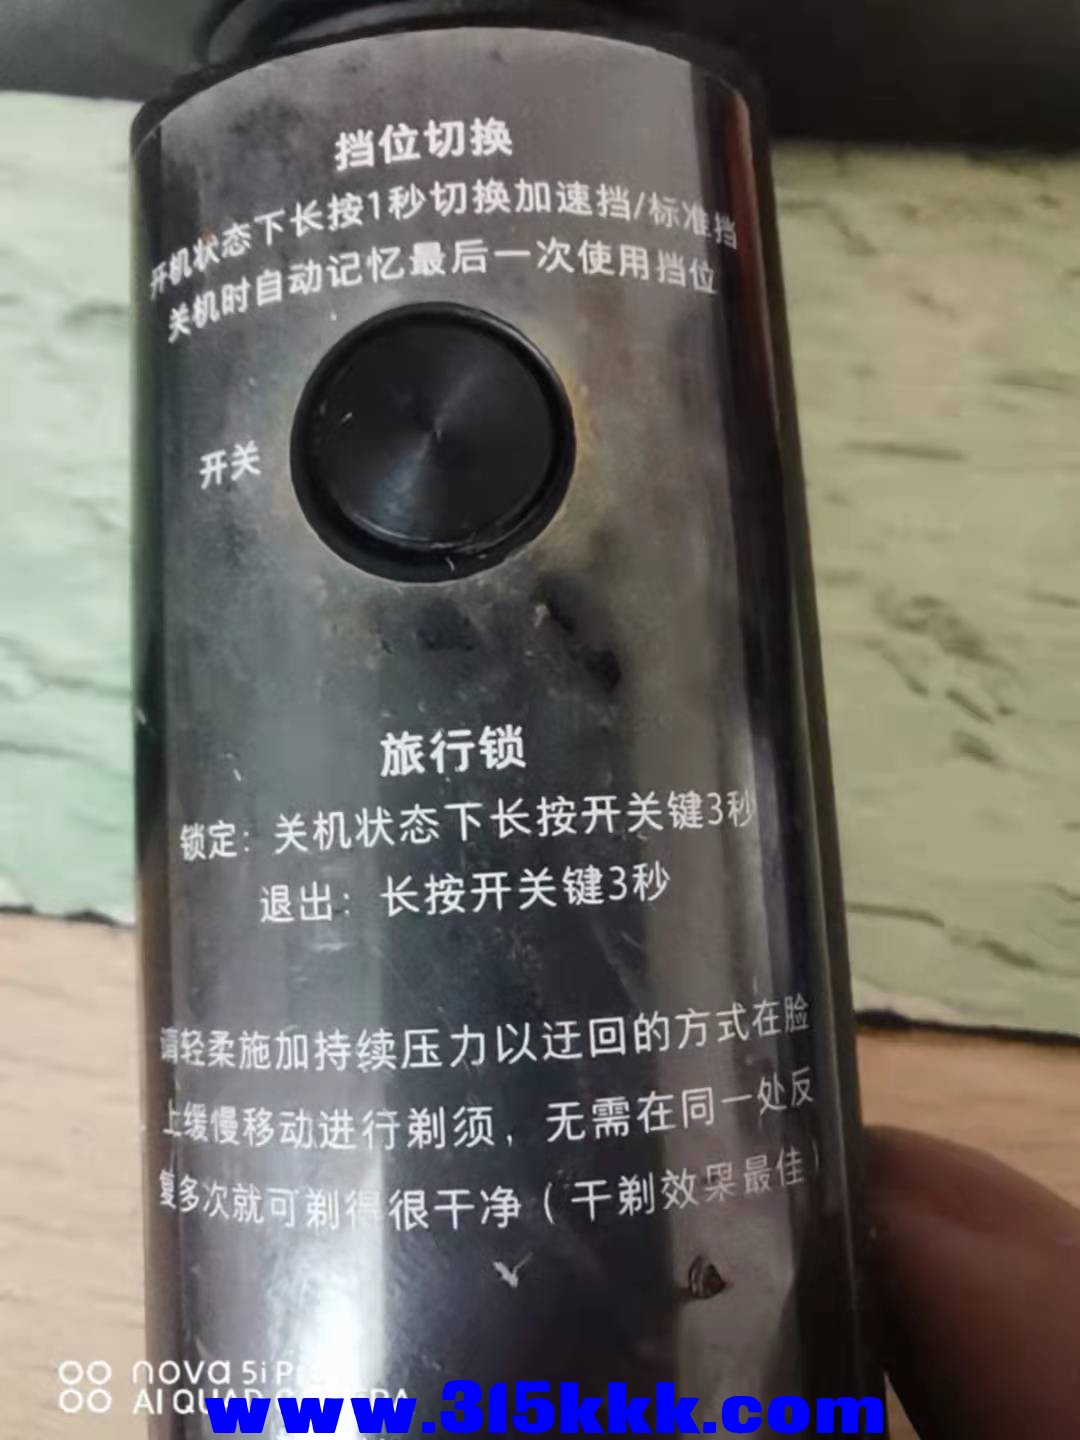 挡位切换
开机状态下长按1秒切换加速挡/标准挡
关机时自动记忆最后一次使用挡位
开关
旅行锁
锁定：关机状态下长按开关键3秒
退出：长按开关键3秒
请轻柔施加持续压力以迂回的方式在脸
上缓慢移动进行剃须，无需在同一处反
复多次就可剃得很干净（干剃效果最佳）
nova 5i Pro
AI QUAD CAMERA
www.315kkk.com